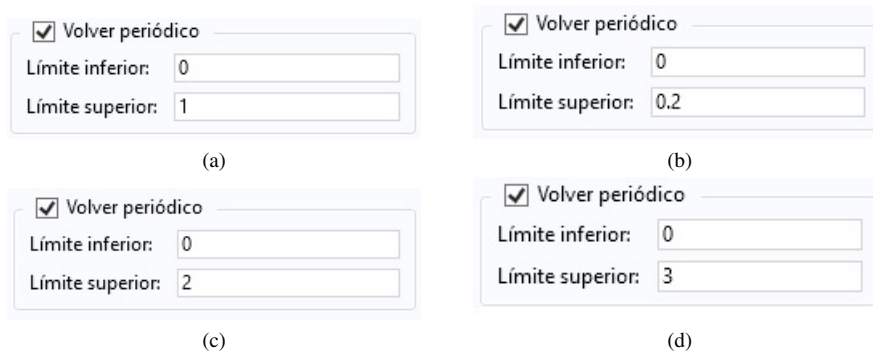 Volver periódico
Límite inferior: 0
Límite superior: 1
(a)
Volver periódico
Límite inferior: 0
Límite superior: 0.2
(b)
Volver periódico
Límite inferior: 0
Límite superior: 2
(c)
Volver periódico
Límite inferior: 0
Límite superior: 3
(d)